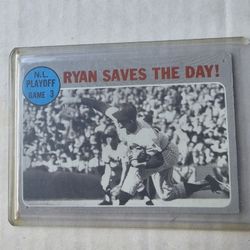 N.L.
PLAYOFF
GAME 3
RYAN SAVES THE DAY!